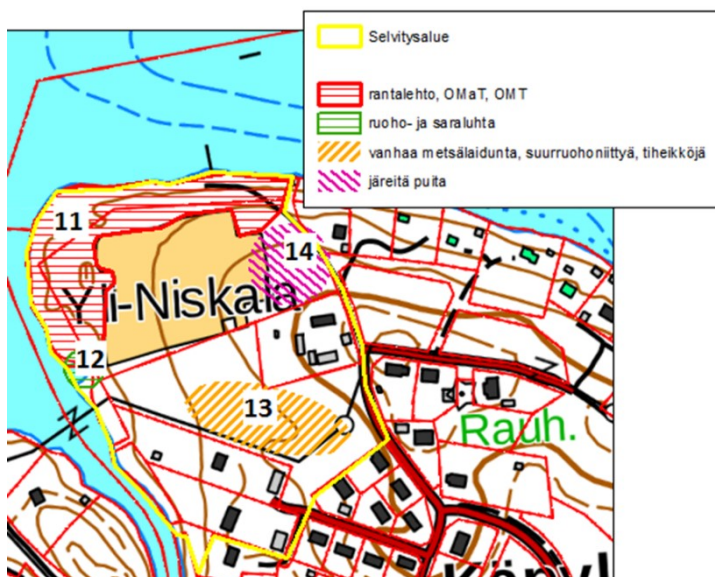 Selvitysalue
rantalehto, OMaT, OMT
ruoho- ja saraluhta
vanhaa metsälaidunta, suurruohoniittyä, tiheikköjä
järeitä puita
11
14
Yli-Niskala
12
13
Rauh.